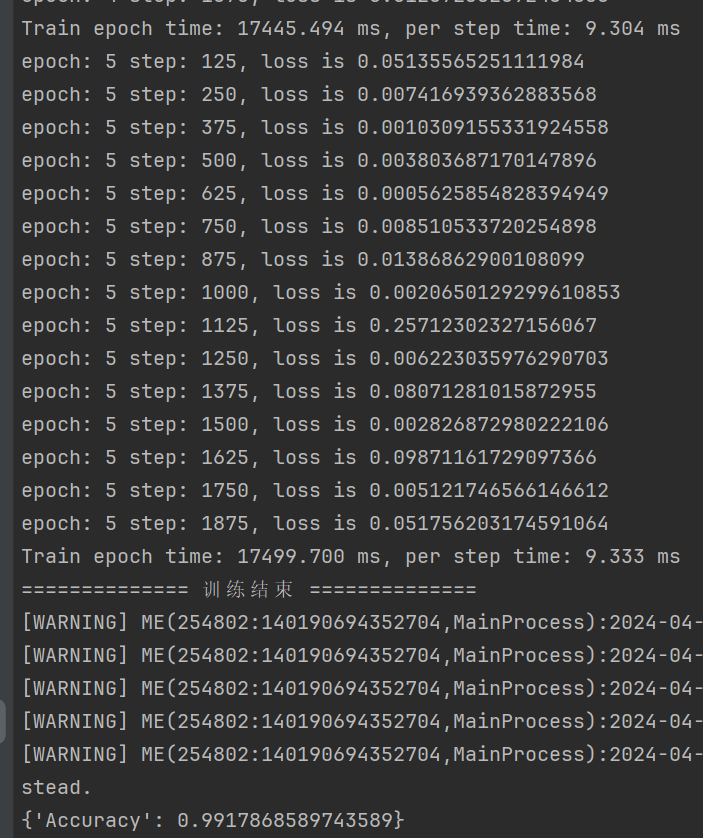 Train epoch time: 17445.494 ms, per step time: 9.304 ms
epoch: 5 step: 125, loss is 0.05135565251111984
epoch: 5 step: 250, loss is 0.007416939362883568
epoch: 5 step: 375, loss is 0.0010309155331924558
epoch: 5 step: 500, loss is 0.003803687170147896
epoch: 5 step: 625, loss is 0.0005625854828394949
epoch: 5 step: 750, loss is 0.008510533720254898
epoch: 5 step: 875, loss is 0.01386862900108099
epoch: 5 step: 1000, loss is 0.0020650129299610853
epoch: 5 step: 1125, loss is 0.25712302327156067
epoch: 5 step: 1250, loss is 0.006223035976290703
epoch: 5 step: 1375, loss is 0.08071281015872955
epoch: 5 step: 1500, loss is 0.002826872980222106
epoch: 5 step: 1625, loss is 0.09871161729097366
epoch: 5 step: 1750, loss is 0.005121746566146612
epoch: 5 step: 1875, loss is 0.051756203174591064
Train epoch time: 17499.700 ms, per step time: 9.333 ms
============== 训练结束 ==============
[WARNING] ME(254802:140190694352704,MainProcess):2024-04-
[WARNING] ME(254802:140190694352704,MainProcess):2024-04-
[WARNING] ME(254802:140190694352704,MainProcess):2024-04-
[WARNING] ME(254802:140190694352704,MainProcess):2024-04-
[WARNING] ME(254802:140190694352704,MainProcess):2024-04-
stead.
{'Accuracy': 0.9917868589743589}